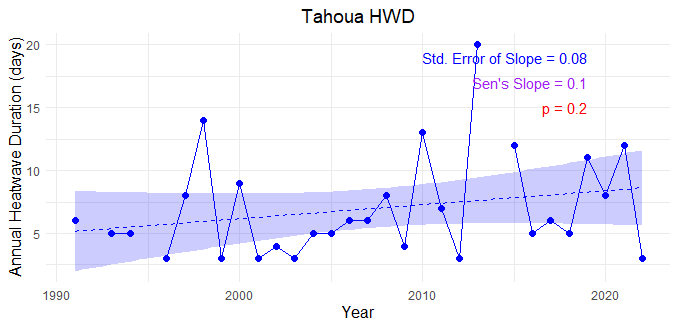 Tahoua HWD
Annual Heatwave Duration (days)
20
15
10
5
Std. Error of Slope = 0.08
Sen's Slope = 0.1
p = 0.2
1990
2000
2010
2020
Year